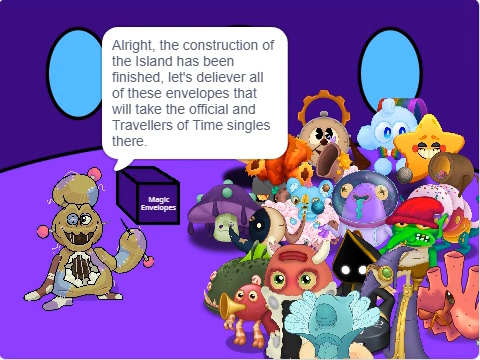 Alright, the construction of
the Island has been
finished, let's deliever all
of these envelopes that
will take the official and
Travellers of Time singles
there.
Magic
Envelopes